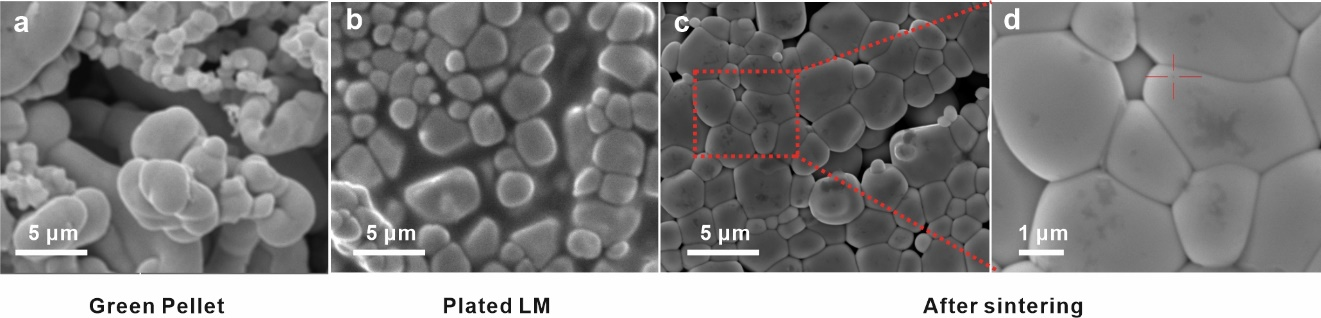 a b c d
5 μm 5 μm 5 μm 1 μm
Green Pellet Plated LM After sintering